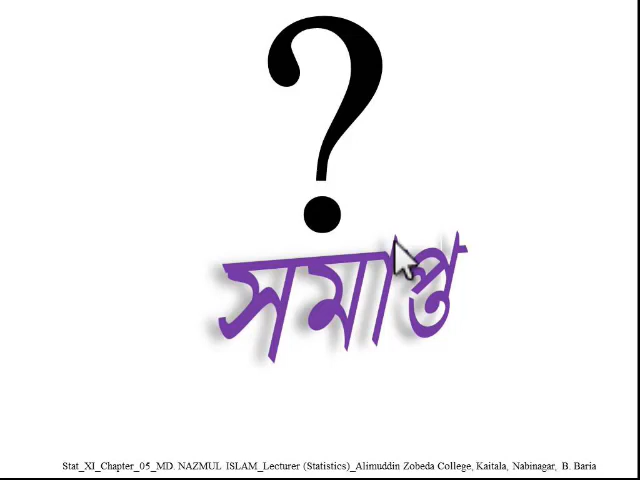 ?
সমাপ্ত
Stat_XI_Chapter_05_MD. NAZMUL ISLAM_Lecturer (Statistics)_Alimuddin Zobeda College, Kaitala, Nabinagar, B. Baria